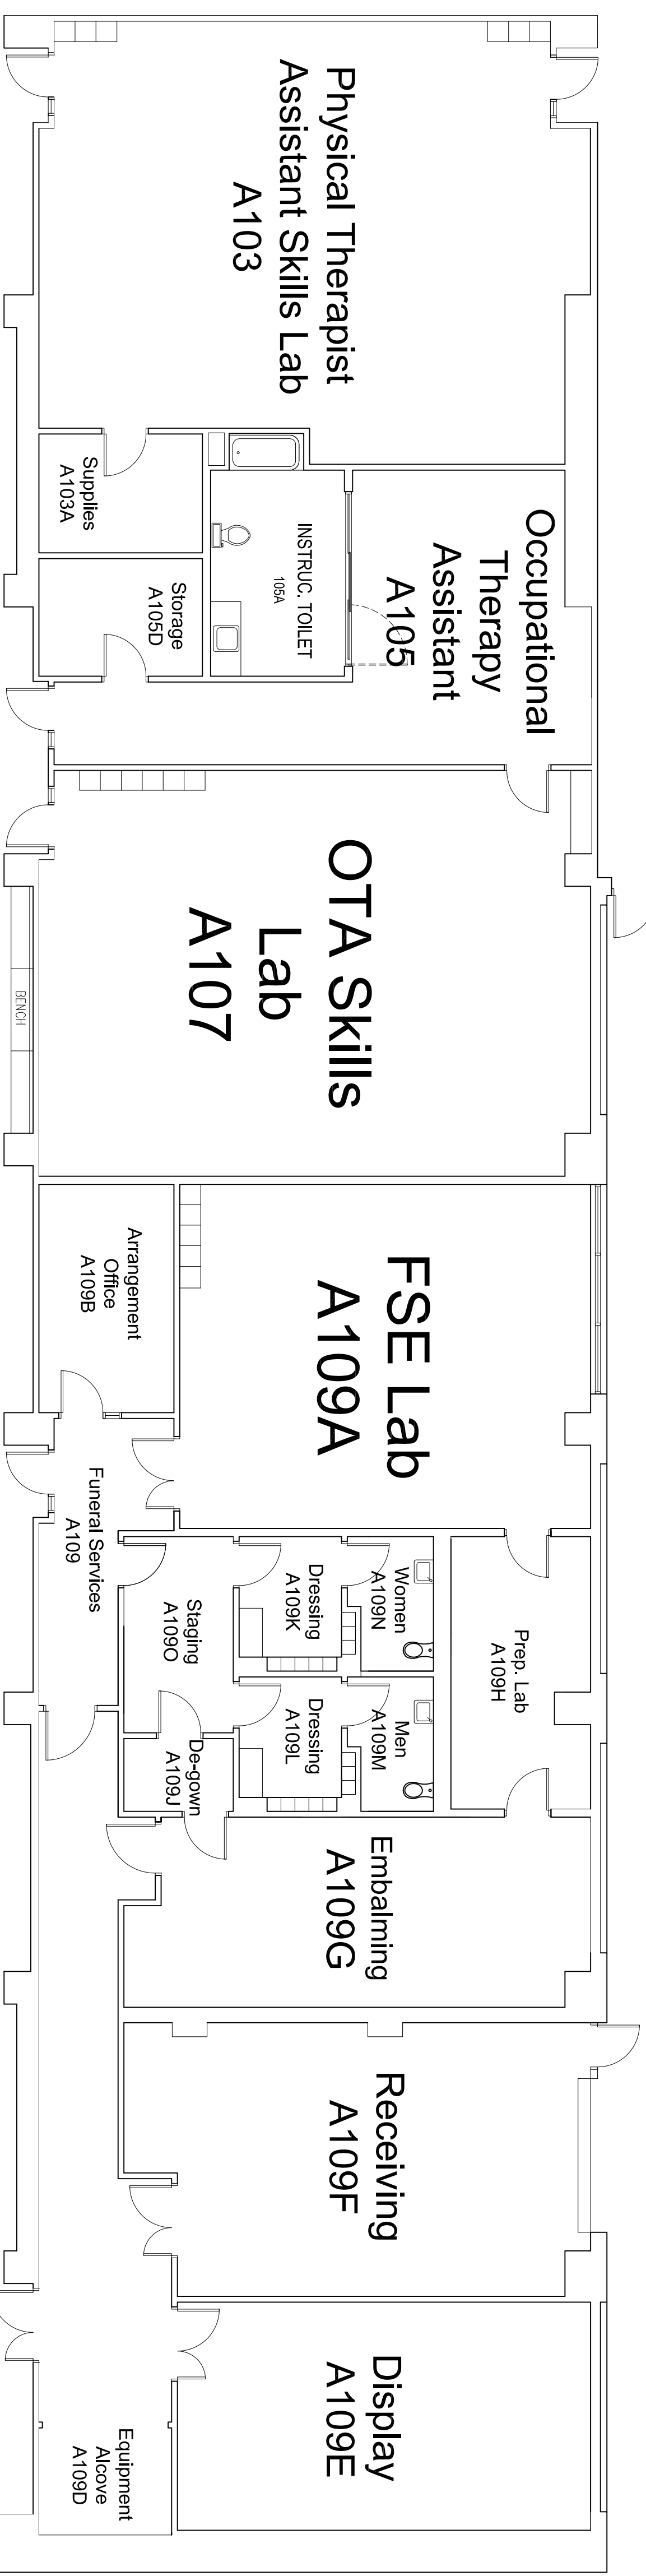 Physical Therapist
Assistant Skills Lab
A103
Supplies
A103A
INSTRUC. TOILET
105A
Storage
A105D
Occupational
Therapy
Assistant
A105
OTA Skills
Lab
A107
BENCH
Arrangement
Office
A109B
FSE Lab
A109A
Funeral Services
A109
Staging
A109O
Dressing
A109K
Women
A109N
Prep. Lab
A109H
Dressing
A109L
Men
A109M
De-gown
A109J
Embalming
A109G
Receiving
A109F
Display
A109E
Equipment
Alcove
A109D